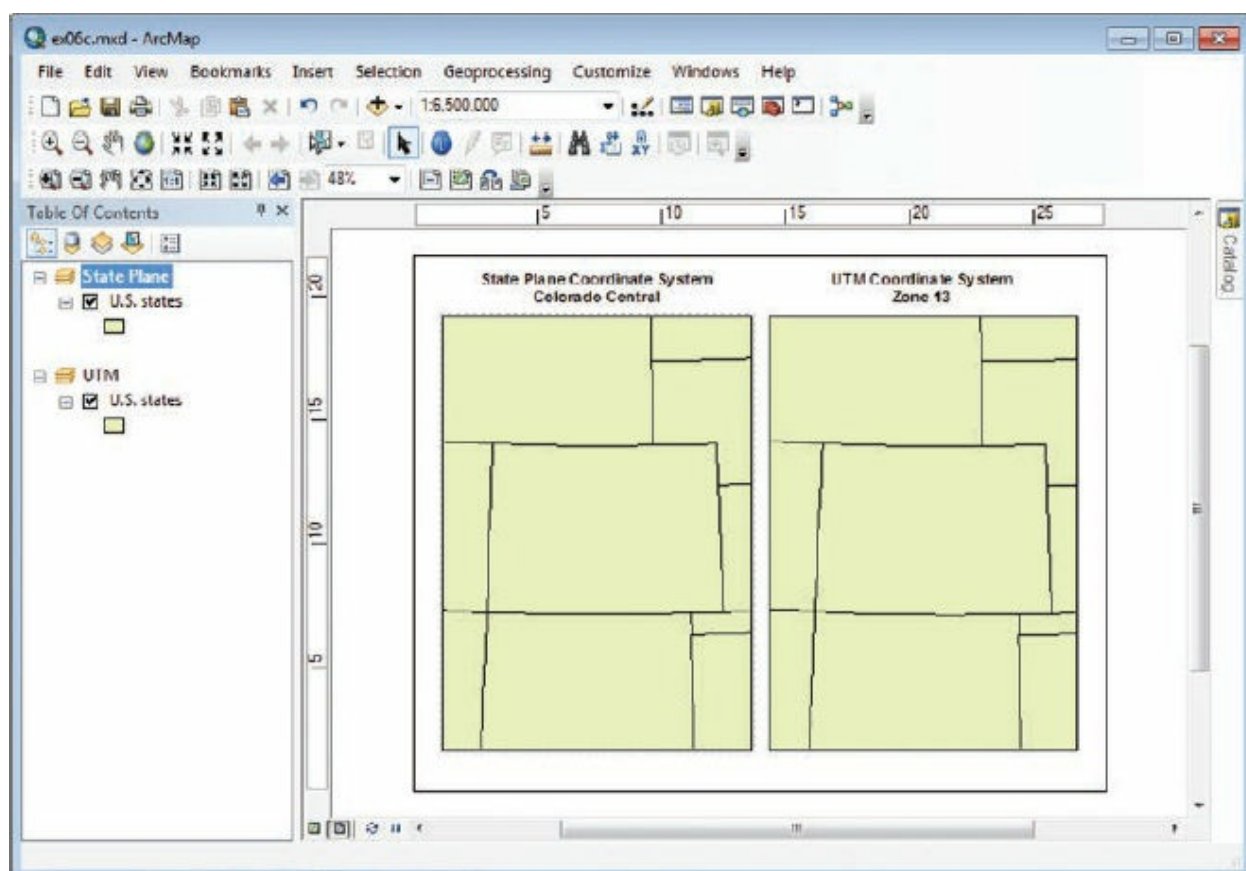 ex06c.mxd - ArcMap
File Edit View Bookmarks Insert Selection Geoprocessing Customize Windows Help
1:6,500,000
48%
Table Of Contents
State Plane
U.S. states
UTM
U.S. states
5 10 15 20 25
20
15
10
5
State Plane Coordinate System
Colorado Central
UTM Coordinate System
Zone 13
Catalog